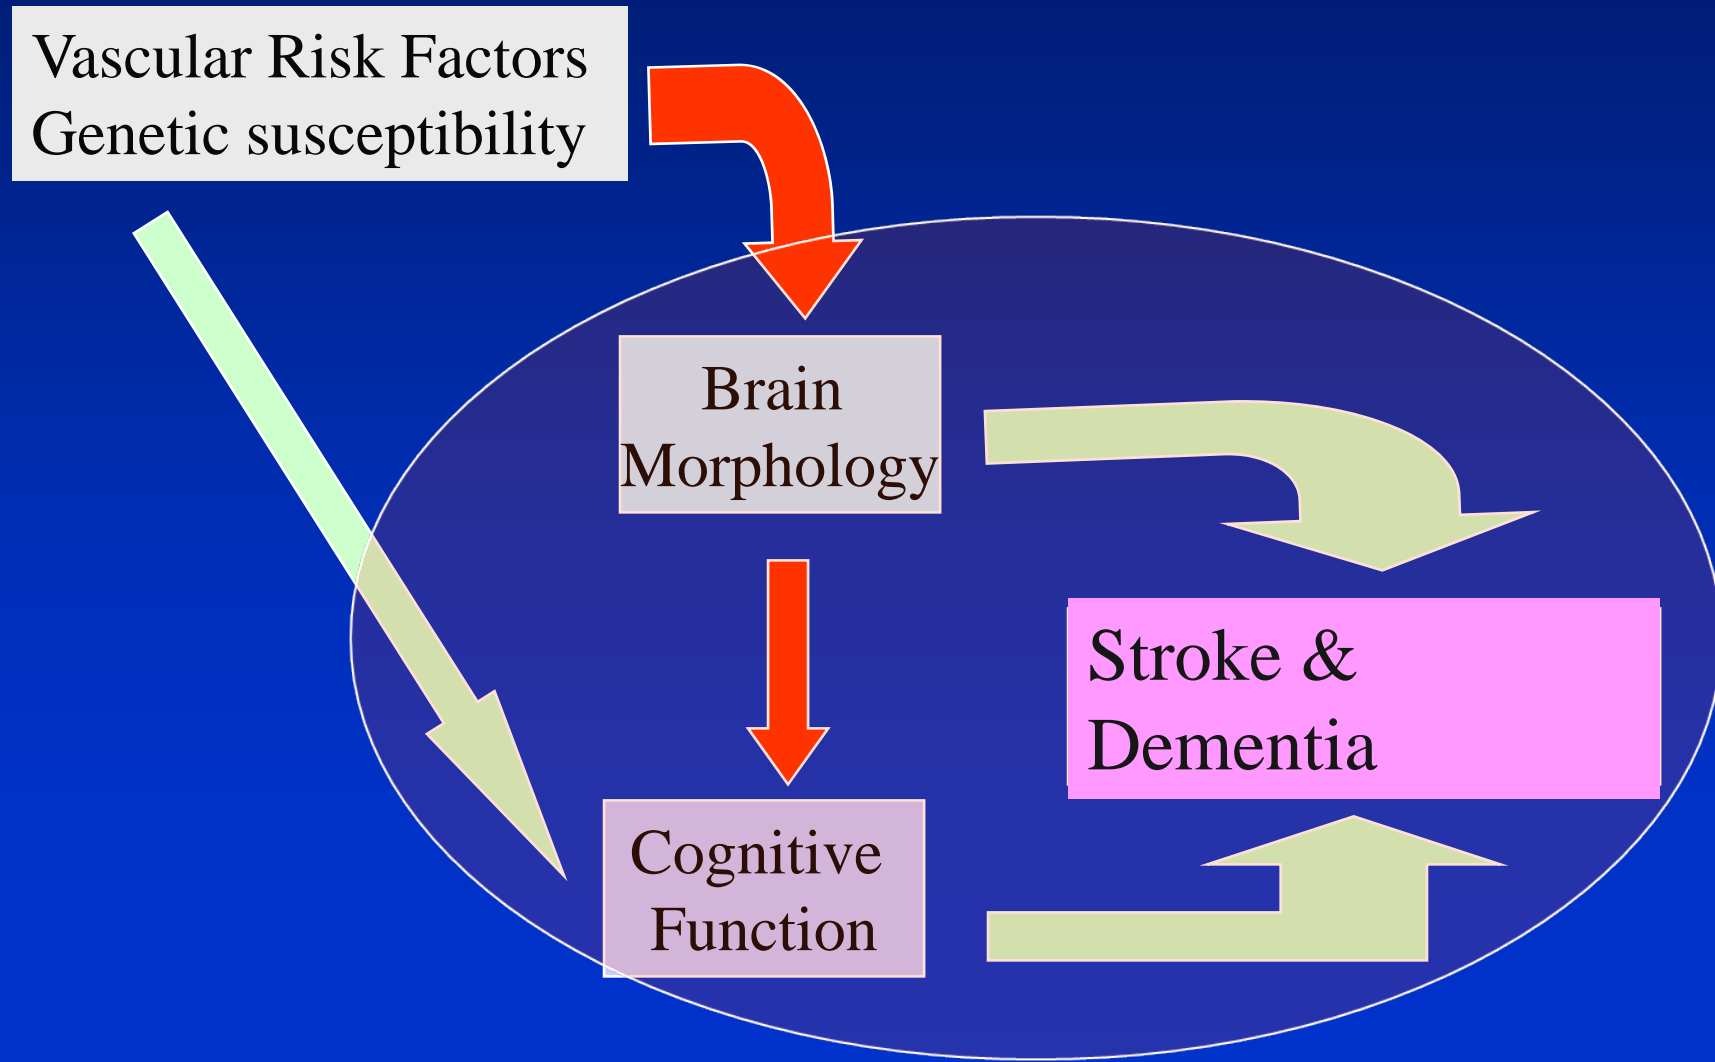 Vascular Risk Factors
Genetic susceptibility
Brain
Morphology
Stroke &
Dementia
Cognitive
Function